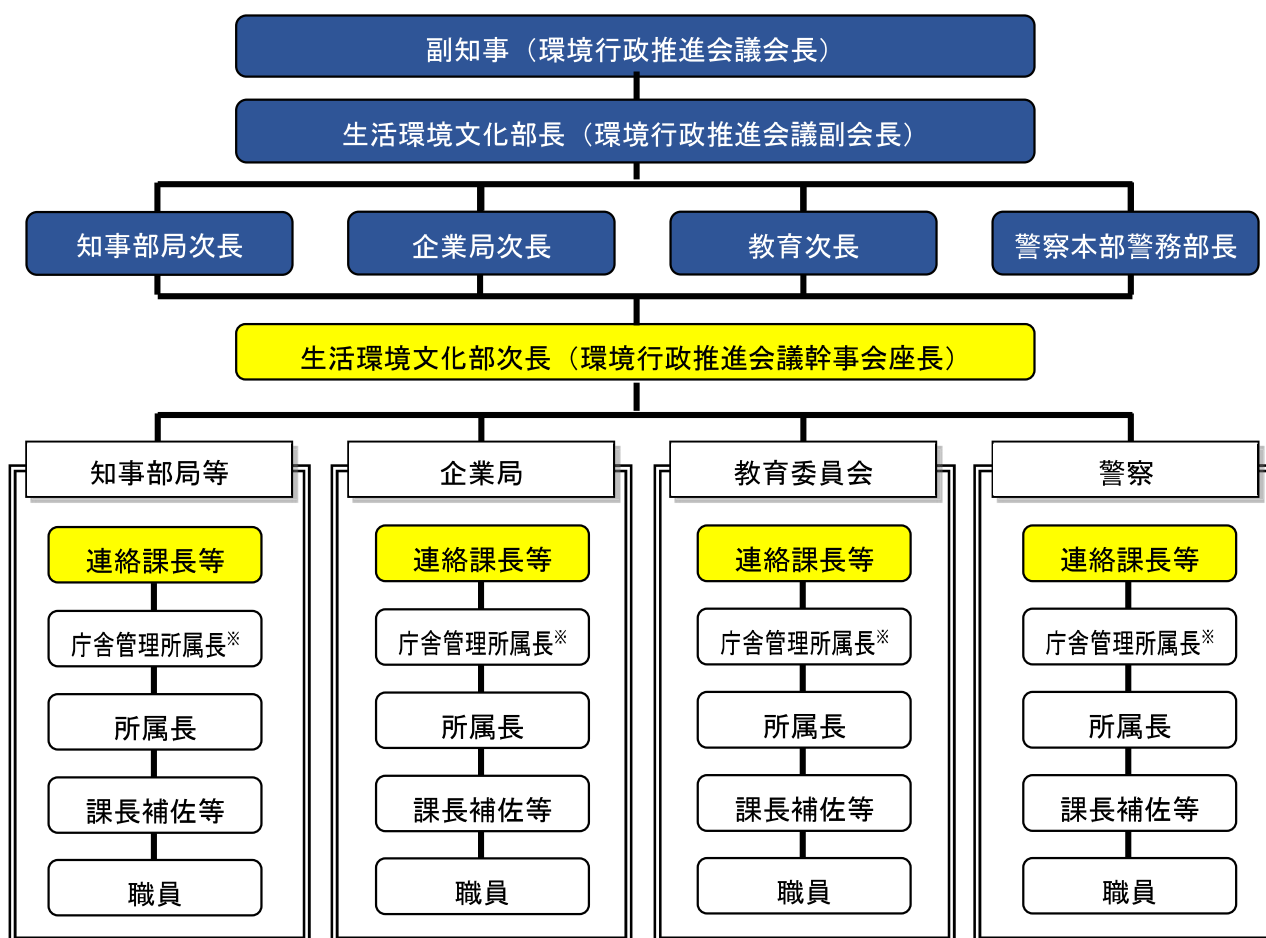 副知事（環境行政推進会議会長）
生活環境文化部長（環境行政推進会議副会長）
知事部局次長
企業局次長
教育次長
警察本部警務部長
生活環境文化部次長（環境行政推進会議幹事会座長）
知事部局等
企業局
教育委員会
警察
連絡課長等
連絡課長等
連絡課長等
連絡課長等
庁舎管理所属長※
庁舎管理所属長※
庁舎管理所属長※
庁舎管理所属長※
所属長
所属長
所属長
所属長
課長補佐等
課長補佐等
課長補佐等
課長補佐等
職員
職員
職員
職員